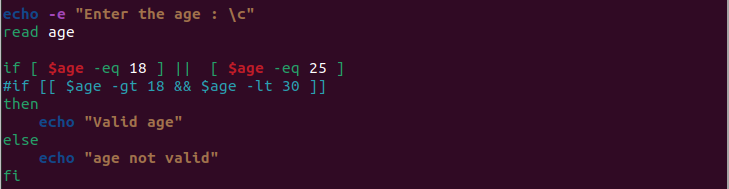 echo -e "Enter the age : \c"
read age

if [ $age -eq 18 ] ||  [ $age -eq 25 ]
#if [[ $age -gt 18 && $age -lt 30 ]]
then
    echo "Valid age"
else
    echo "age not valid"
fi